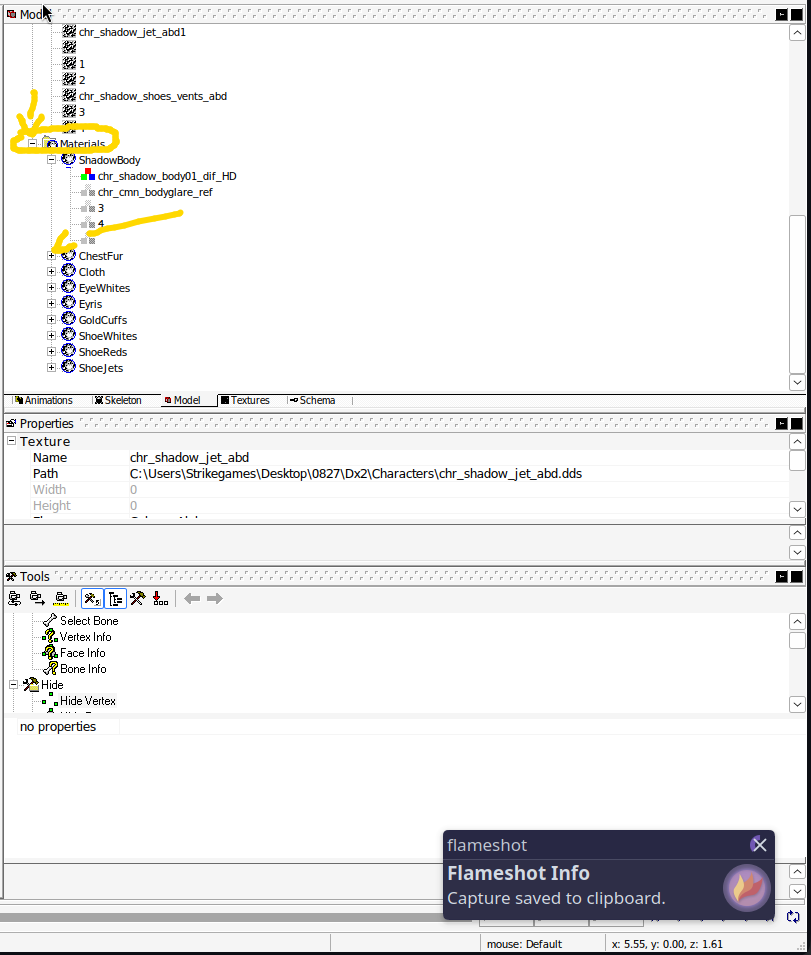 Mod
chr_shadow_jet_abd1
1
2
chr_shadow_shoes_vents_abd
3
Materials
ShadowBody
chr_shadow_body01_dif_HD
chr_cmn_bodyglare_ref
3
4
ChestFur
Cloth
EyeWhites
Eyris
GoldCuffs
ShoeWhites
ShoeReds
ShoeJets
Animations Skeleton Model Textures Schema
Properties
Texture
Name chr_shadow_jet_abd
Path C:\Users\Strikegames\Desktop\0827\Dx2\Characters\chr_shadow_jet_abd.dds
Width 0
Height 0
Tools
Select Bone
Vertex Info
Face Info
Bone Info
Hide
Hide Vertex
no properties
flameshot
Flameshot Info
Capture saved to clipboard.
mouse: Default x: 5.55, y: 0.00, z: 1.61